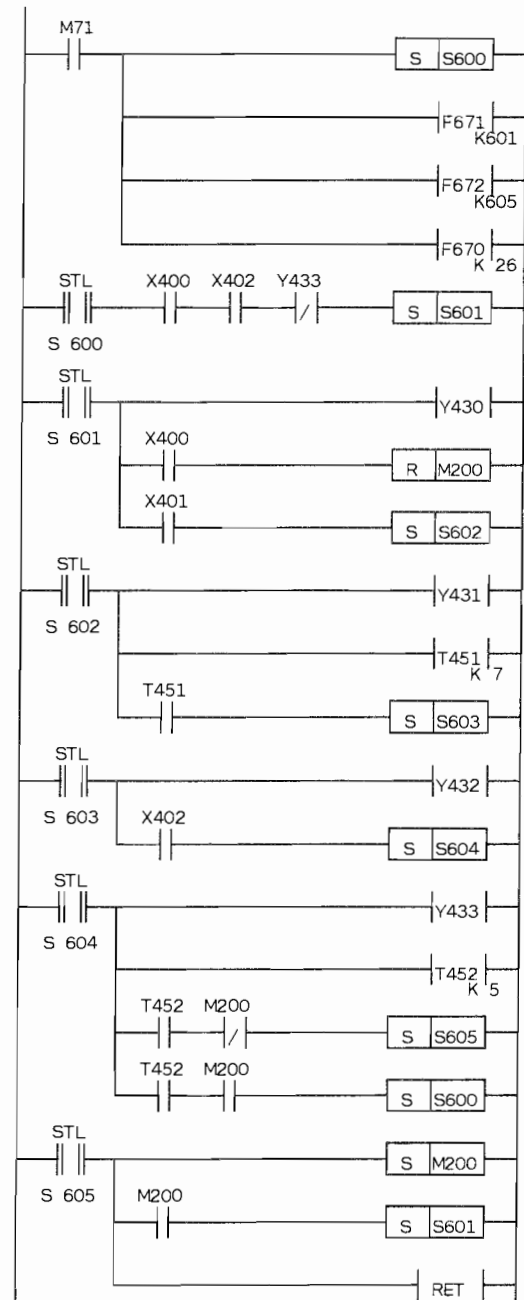 M71
S S600
F671
K601
F672
K605
F670
K 26
STL X400 X402 Y433
S S601
S 600
STL
Y430
S 601
X400
R M200
X401
S S602
STL
Y431
S 602
T451
K 7
T451
S S603
STL
Y432
S 603
X402
S S604
STL
Y433
S 604
T452
K 5
T452 M200
S S605
T452 M200
S S600
STL
S M200
S 605
M200
S S601
RET